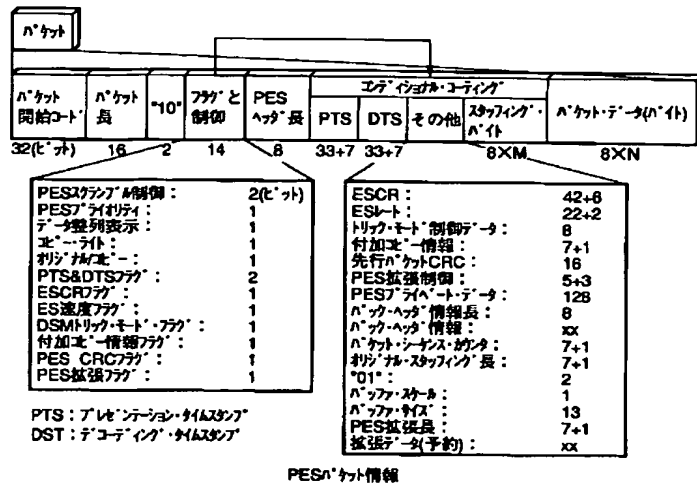 パケット
パケット
開始コード
パケット
長
"10"
フラグと
制御
PES
ヘッダ長
コンディショナル・コーティング
PTS
DTS
その他
スタッフィング・
バイト
パケット・データ(バイト)
32(ビット) 16 2 14 8 33+7 33+7 8×M 8×N
PESスクランブル制御： 2(ビット)
PESプライオリティ： 1
データ整列表示： 1
コピー・ライト： 1
オリジナル/コピー： 1
PTS&DTSフラグ： 2
ESCRフラグ： 1
ES速度フラグ： 1
DSMトリック・モード・フラグ： 1
付加コピー情報フラグ： 1
PES CRCフラグ： 1
PES拡張フラグ： 1
ESCR： 42+6
ESレート： 22+2
トリック・モード制御データ： 8
付加コピー情報： 7+1
先行パケットCRC： 16
PES拡張制御： 5+3
PESプライベート・データ： 128
パック・ヘッダ情報長： 8
パック・ヘッダ情報： xx
パケット・シーケンス・カウンタ： 7+1
オリジナル・スタッフィング長： 7+1
"01"： 2
バッファ・スケール： 1
バッファ・サイズ： 13
PES拡張長： 7+1
拡張データ(予約)： xx
PTS：プレゼンテーション・タイムスタンプ
DST：デコーディング・タイムスタンプ
PESパケット情報